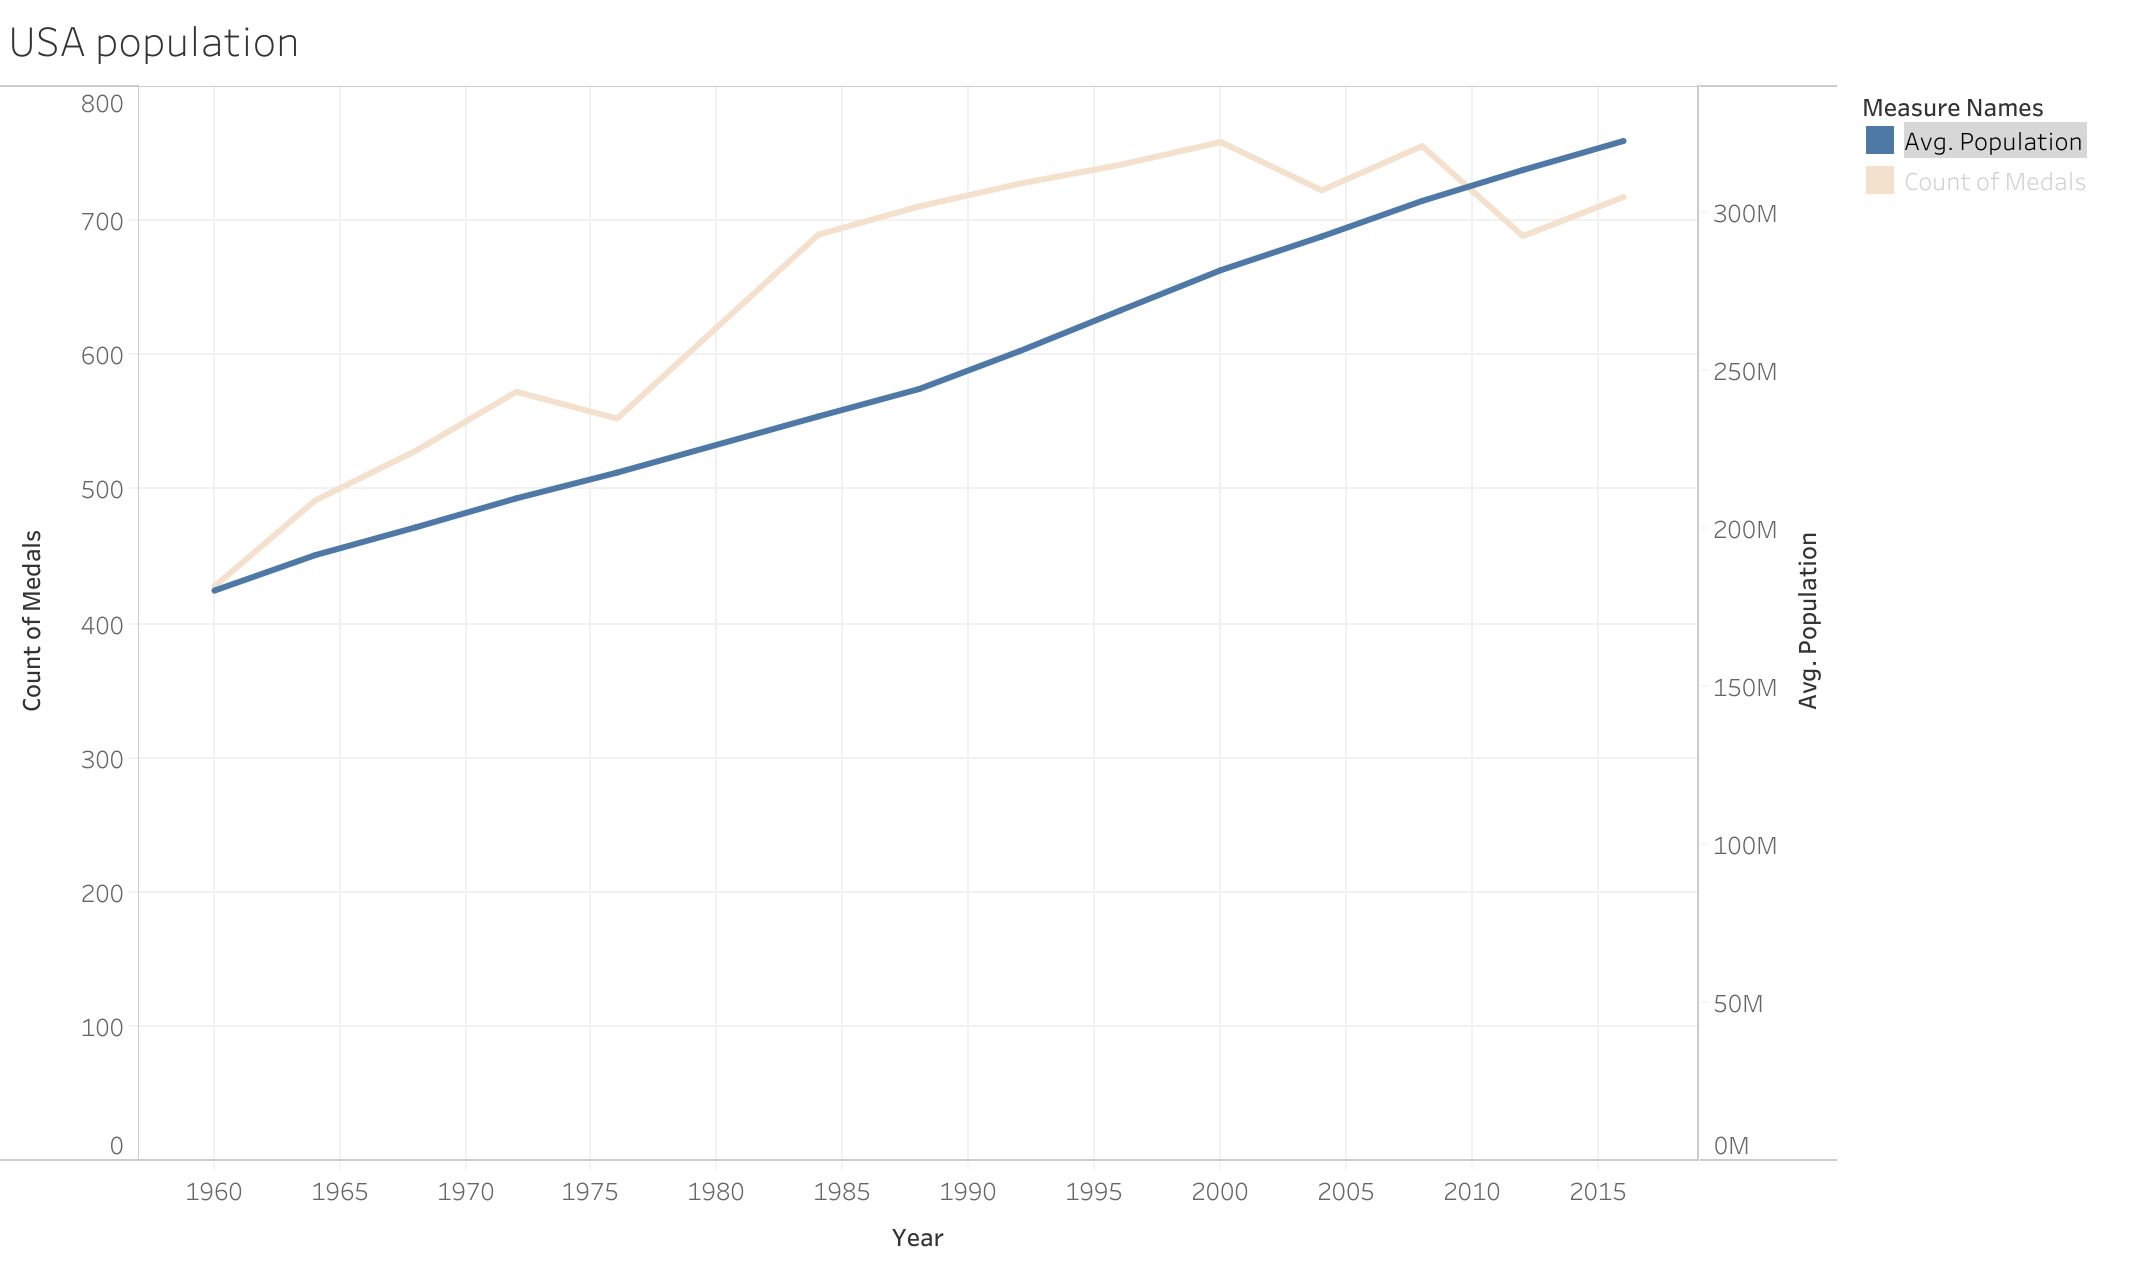 USA population
800
700
600
500
400
300
200
100
0
Count of Medals
300M
250M
200M
150M
100M
50M
0M
Avg. Population
1960 1965 1970 1975 1980 1985 1990 1995 2000 2005 2010 2015
Year
Measure Names
Avg. Population
Count of Medals